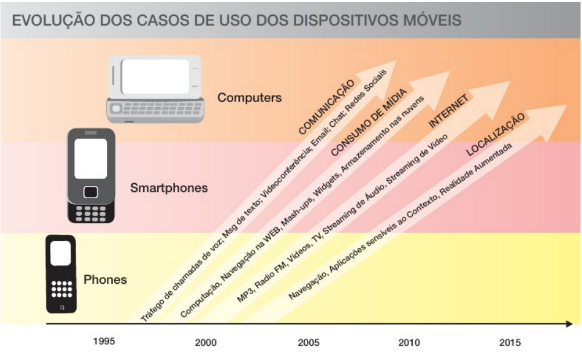 EVOLUÇÃO DOS CASOS DE USO DOS DISPOSITIVOS MÓVEIS
Computers
Smartphones
Phones
COMUNICAÇÃO
Tráfego de chamadas de voz; Msg de texto; Videoconferência; Email; Chat; Redes Sociais
CONSUMO DE MÍDIA
Computação, Navegação na WEB, Mash-ups, Widgets, Armazenamento nas nuvens
INTERNET
MP3, Radio FM, Vídeos, TV, Streaming de Áudio, Streaming de Vídeo
LOCALIZAÇÃO
Navegação, Aplicações sensíveis ao Contexto, Realidade Aumentada
1995
2000
2005
2010
2015